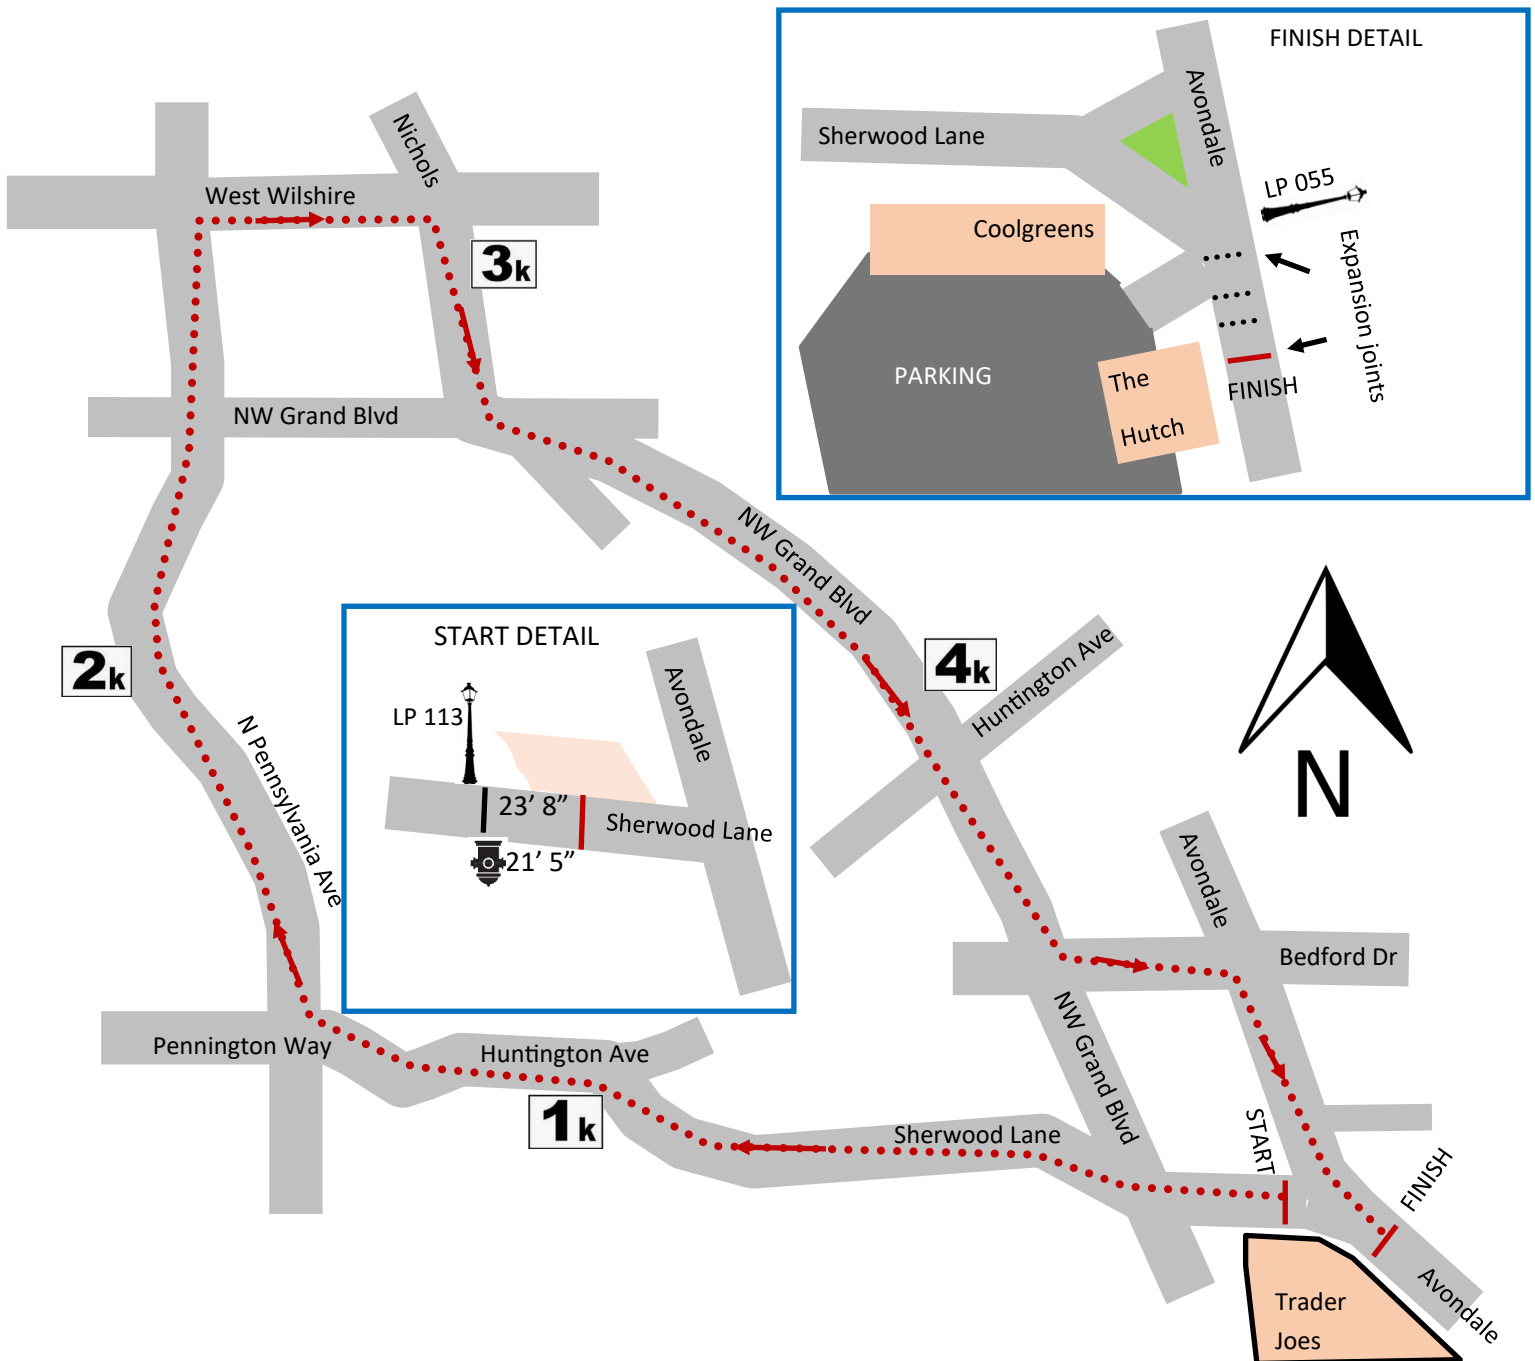 FINISH DETAIL
Avondale
Sherwood Lane
LP 055
Coolgreens
Expansion joints
PARKING
The
Hutch
FINISH
Nichols
West Wilshire
3k
NW Grand Blvd
NW Grand Blvd
START DETAIL
LP 113
Avondale
23’ 8”
Sherwood Lane
21’ 5”
2k
4k
Huntington Ave
N
N Pennsylvania Ave
Avondale
Bedford Dr
NW Grand Blvd
Pennington Way
Huntington Ave
1k
Sherwood Lane
START
FINISH
Avondale
Trader
Joes